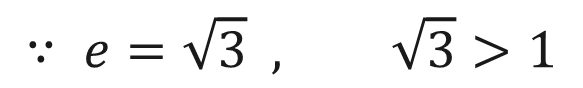 ∵ e = √3 , √3 > 1